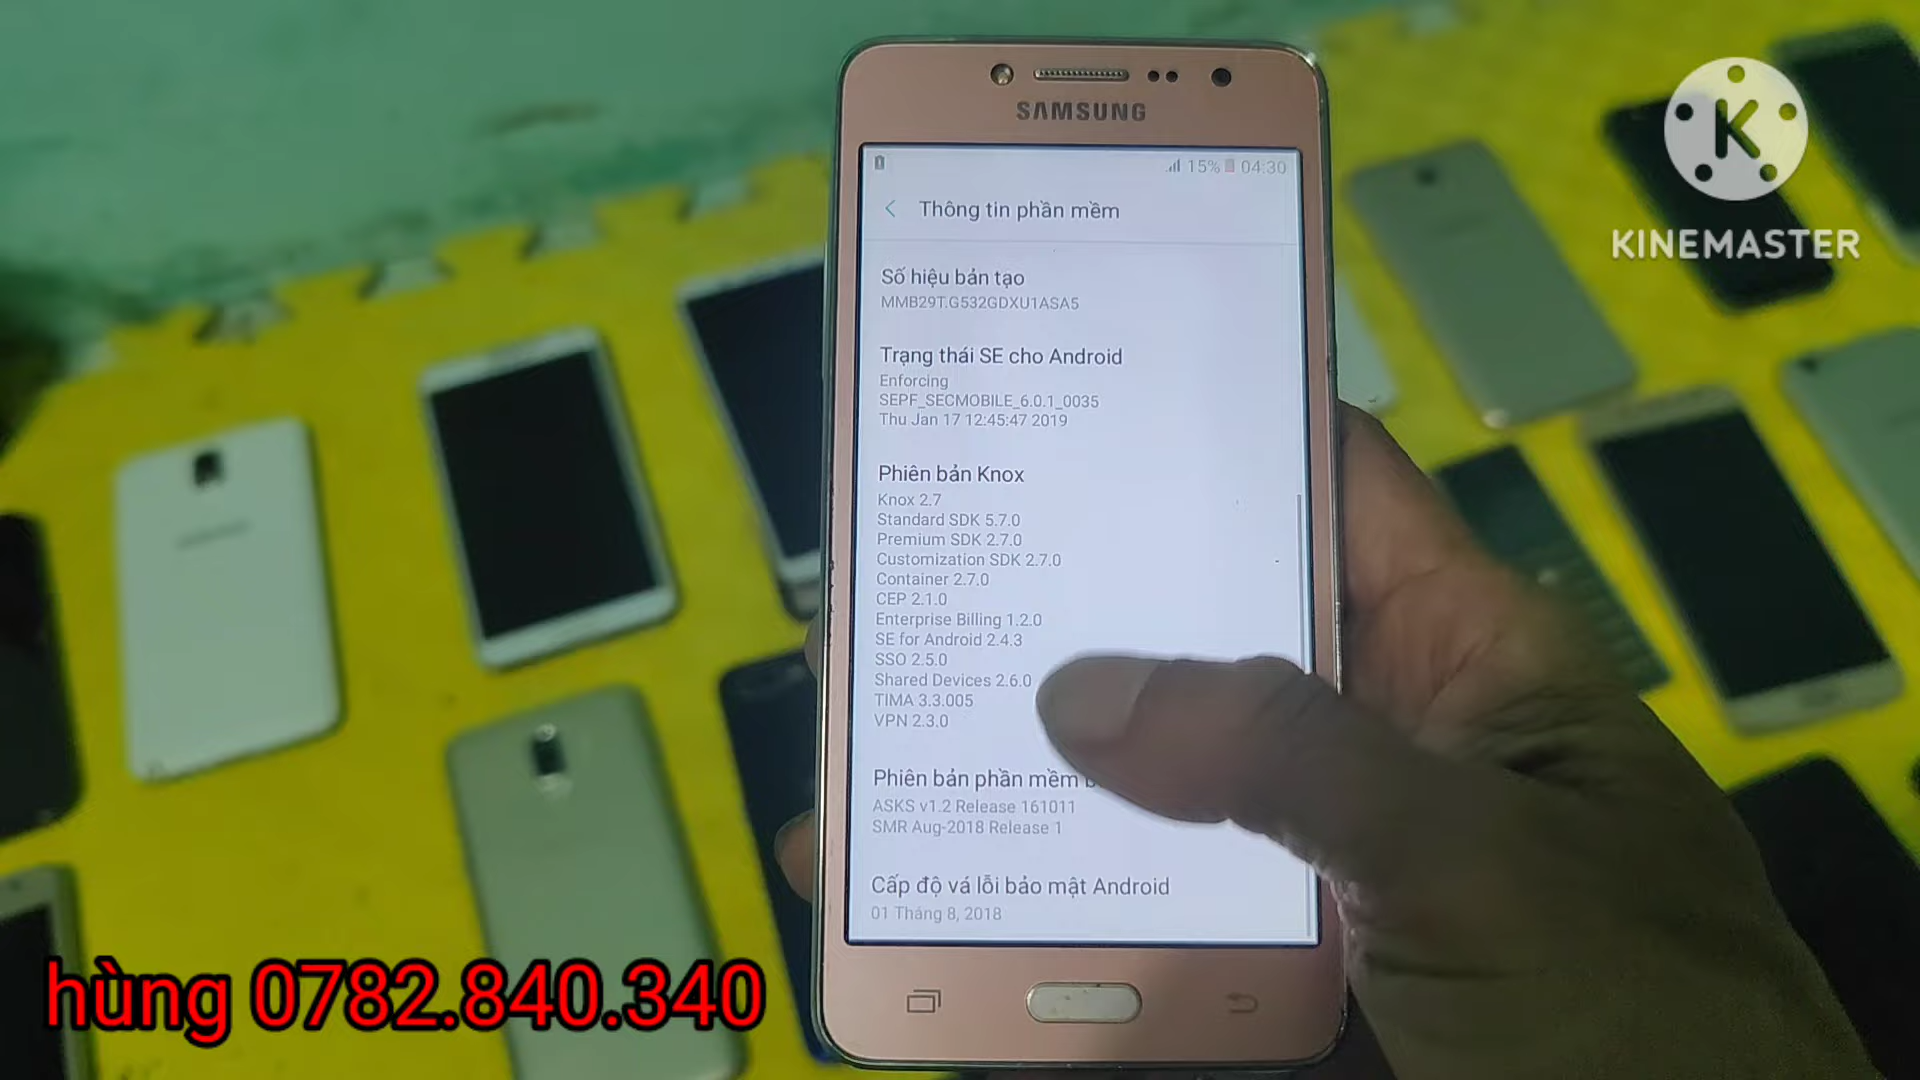 SAMSUNG
15% 04:30
Thông tin phần mềm
Số hiệu bản tạo
MMB29T.G532GDXU1ASA5
Trạng thái SE cho Android
Enforcing
SEPF_SECMOBILE_6.0.1_0035
Thu Jan 17 12:45:47 2019
Phiên bản Knox
Knox 2.7
Standard SDK 5.7.0
Premium SDK 2.7.0
Customization SDK 2.7.0
Container 2.7.0
CEP 2.1.0
Enterprise Billing 1.2.0
SE for Android 2.4.3
SSO 2.5.0
Shared Devices 2.6.0
TIMA 3.3.005
VPN 2.3.0
Phiên bản phần mềm
ASKS v1.2 Release 161011
SMR Aug-2018 Release 1
Cấp độ vá lỗi bảo mật Android
01 Tháng 8, 2018
K
KINEMASTER
hùng 0782.840.340